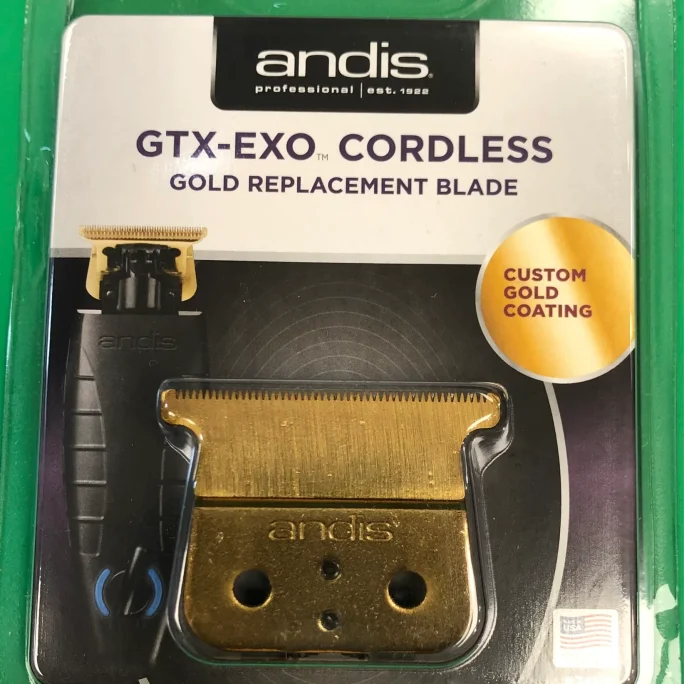 andis®
professional | est. 1922
GTX-EXO™ CORDLESS
GOLD REPLACEMENT BLADE
CUSTOM
GOLD
COATING
andis
andis